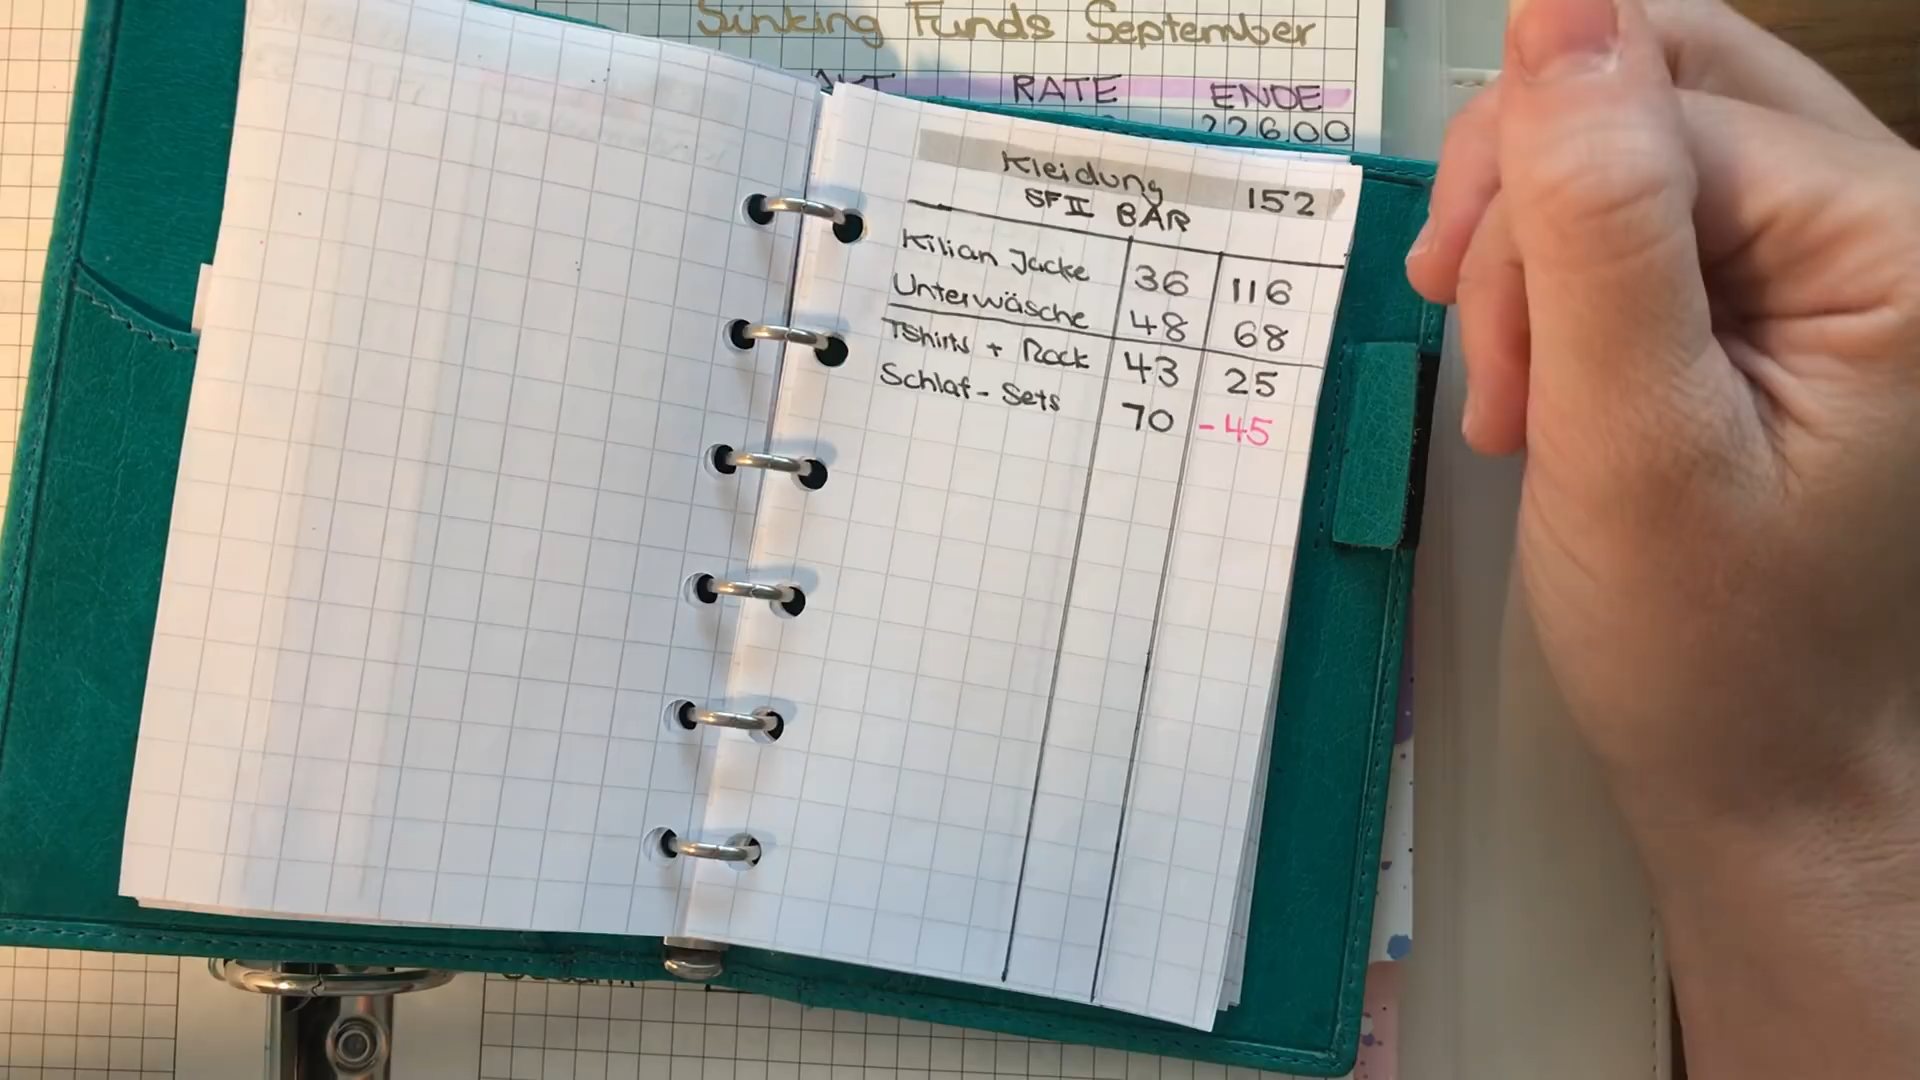 Sinking Funds September
RATE ENDE
22600
Kleidung 152
SF II BAR
Kilian Jacke 36 116
Unterwäsche 48 68
TShirts + Rock 43 25
Schlaf-Sets 70 -45